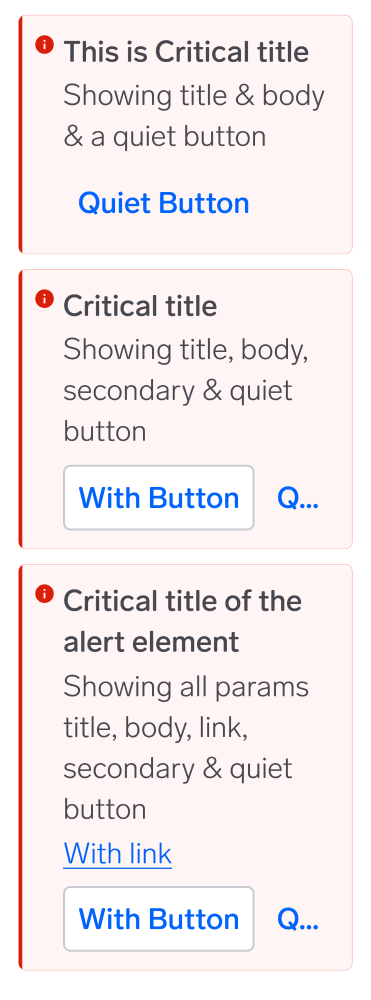 This is Critical title
Showing title & body
& a quiet button
Quiet Button
Critical title
Showing title, body,
secondary & quiet
button
With Button
Q...
Critical title of the
alert element
Showing all params
title, body, link,
secondary & quiet
button
With link
With Button
Q...